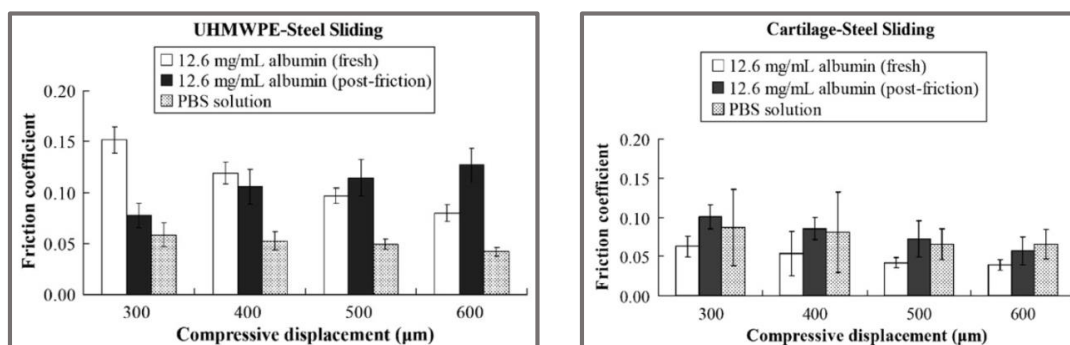 UHMWPE-Steel Sliding
12.6 mg/mL albumin (fresh)
12.6 mg/mL albumin (post-friction)
PBS solution
Friction coefficient
0.20
0.15
0.10
0.05
0.00
300 400 500 600
Compressive displacement (µm)
Cartilage-Steel Sliding
12.6 mg/mL albumin (fresh)
12.6 mg/mL albumin (post-friction)
PBS solution
Friction coefficient
0.20
0.15
0.10
0.05
0.00
300 400 500 600
Compressive displacement (µm)